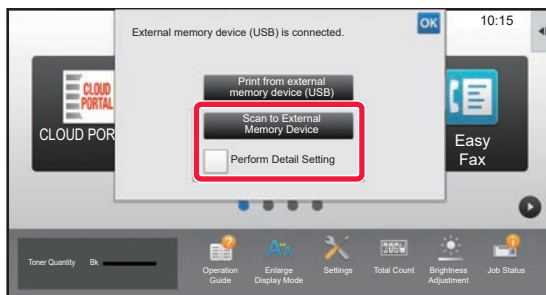 External memory device (USB) is connected.
OK
10:15
Print from external
memory device (USB)
Scan to External
Memory Device
Perform Detail Setting
CLOUD
PORTAL
CLOUD POR
Easy
Fax
Toner Quantity Bk
Operation
Guide
Enlarge
Display Mode
Settings
Total Count
Brightness
Adjustment
Job Status